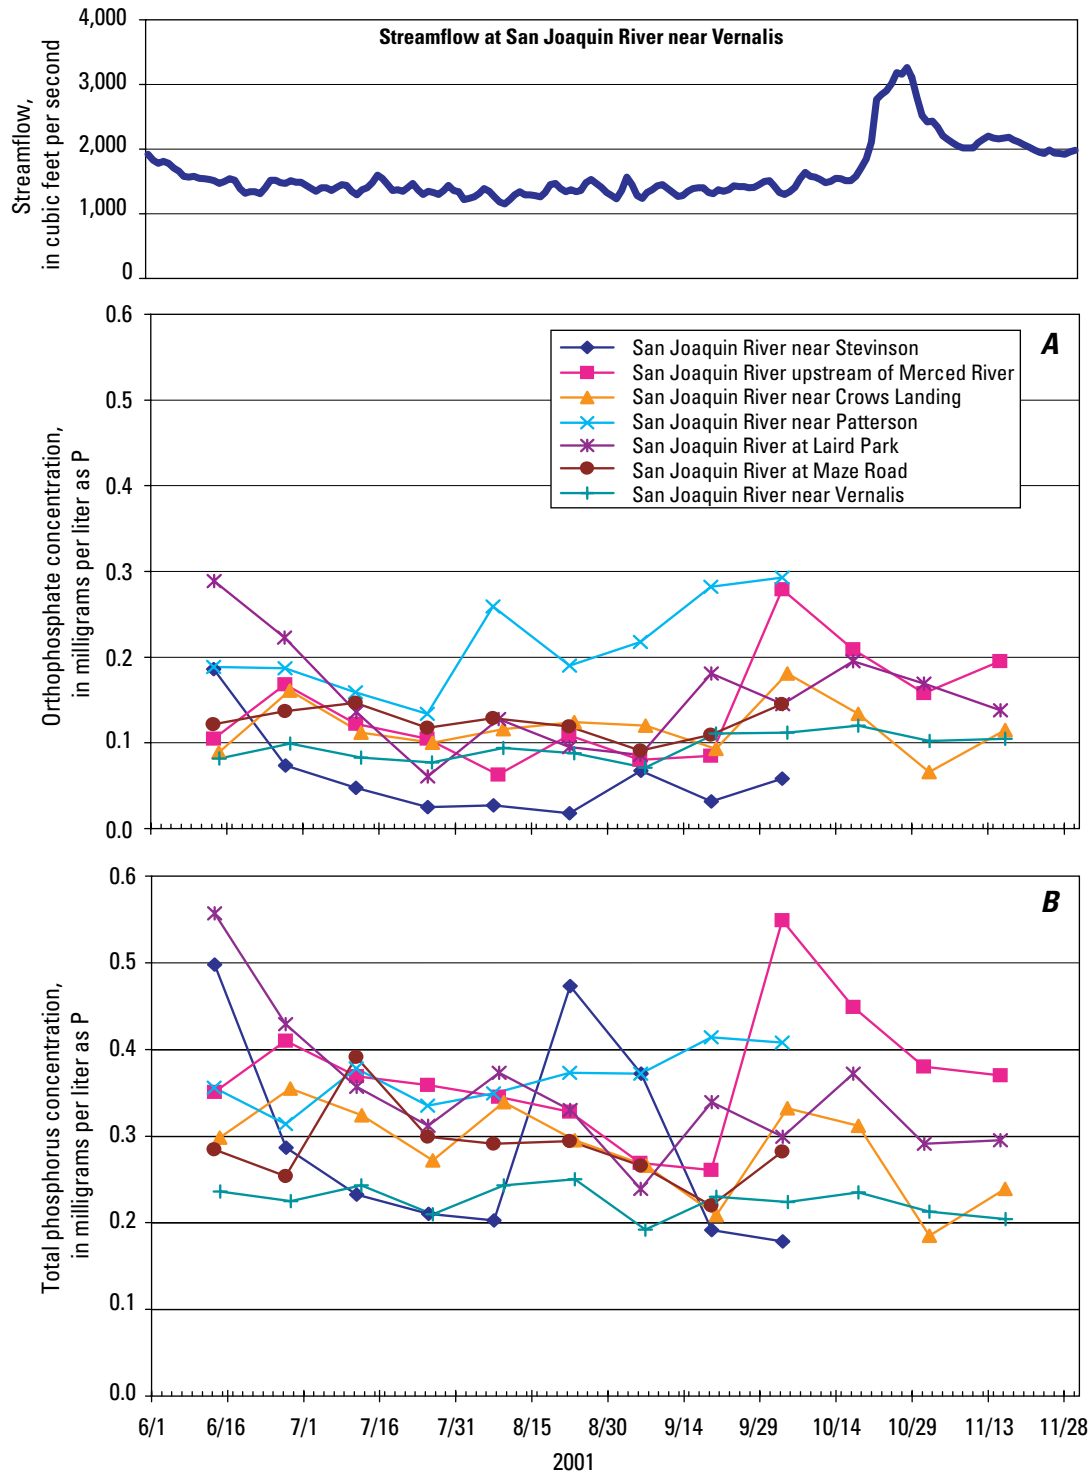 Streamflow at San Joaquin River near Vernalis
Streamflow,
in cubic feet per second
4,000
3,000
2,000
1,000
0
A
San Joaquin River near Stevinson
San Joaquin River upstream of Merced River
San Joaquin River near Crows Landing
San Joaquin River near Patterson
San Joaquin River at Laird Park
San Joaquin River at Maze Road
San Joaquin River near Vernalis
Orthophosphate concentration,
in milligrams per liter as P
0.6
0.5
0.4
0.3
0.2
0.1
0.0
B
Total phosphorus concentration,
in milligrams per liter as P
0.6
0.5
0.4
0.3
0.2
0.1
0.0
6/1 6/16 7/1 7/16 7/31 8/15 8/30 9/14 9/29 10/14 10/29 11/13 11/28
2001